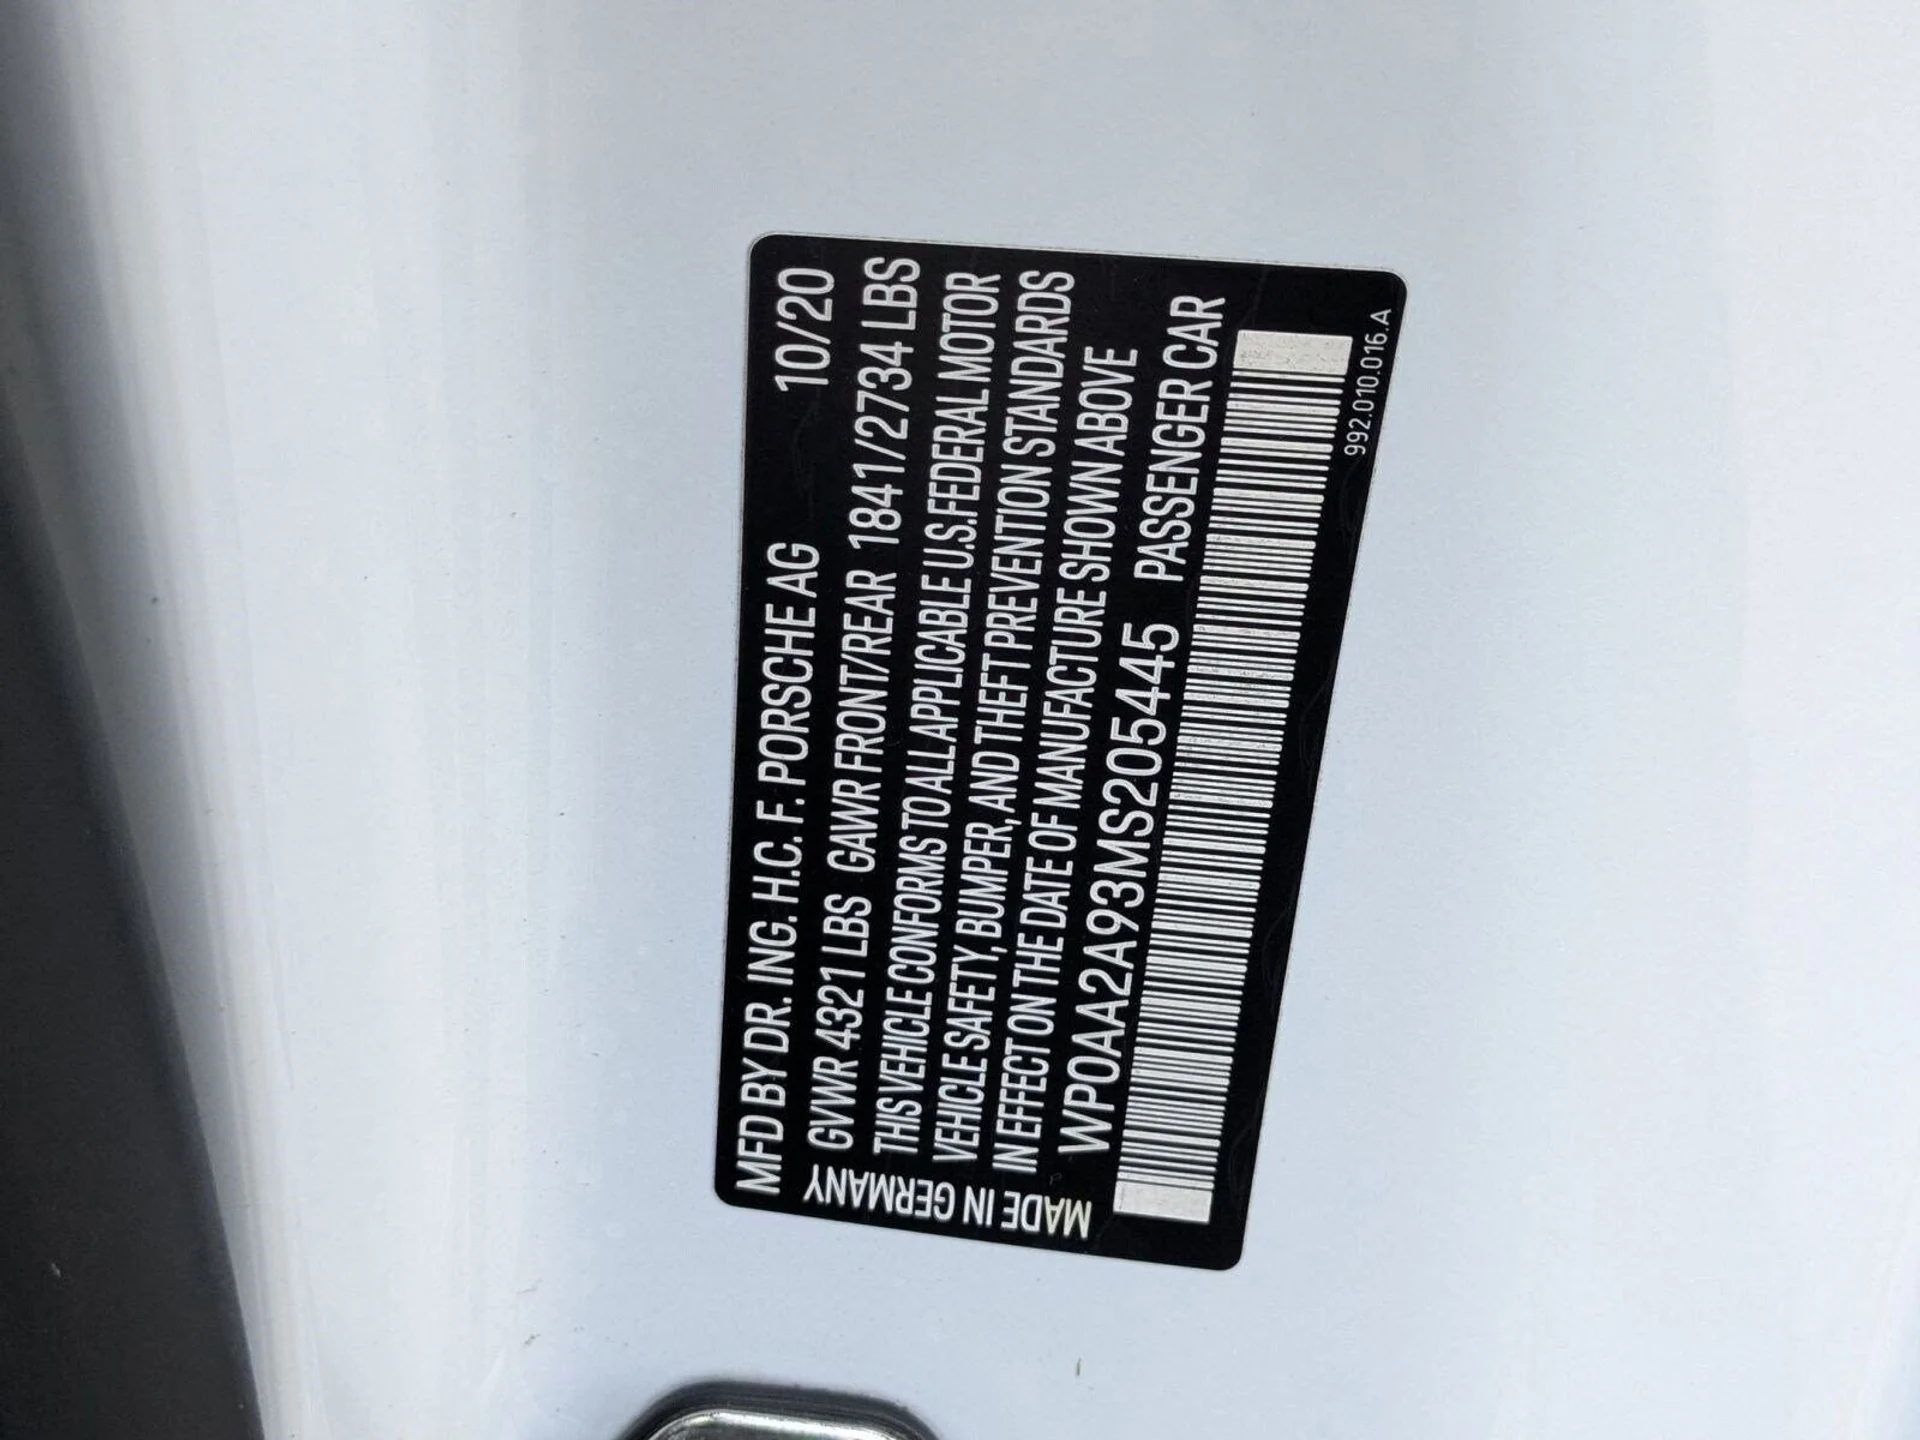 MFD BY DR. ING. H.C. F. PORSCHE AG 10/20
GVWR 4321 LBS GAWR FRONT/REAR 1841/2734 LBS
THIS VEHICLE CONFORMS TO ALL APPLICABLE U.S. FEDERAL MOTOR
VEHICLE SAFETY, BUMPER, AND THEFT PREVENTION STANDARDS
IN EFFECT ON THE DATE OF MANUFACTURE SHOWN ABOVE
WP0AA2A93MS205445 PASSENGER CAR
992.010.016.A
MADE IN GERMANY